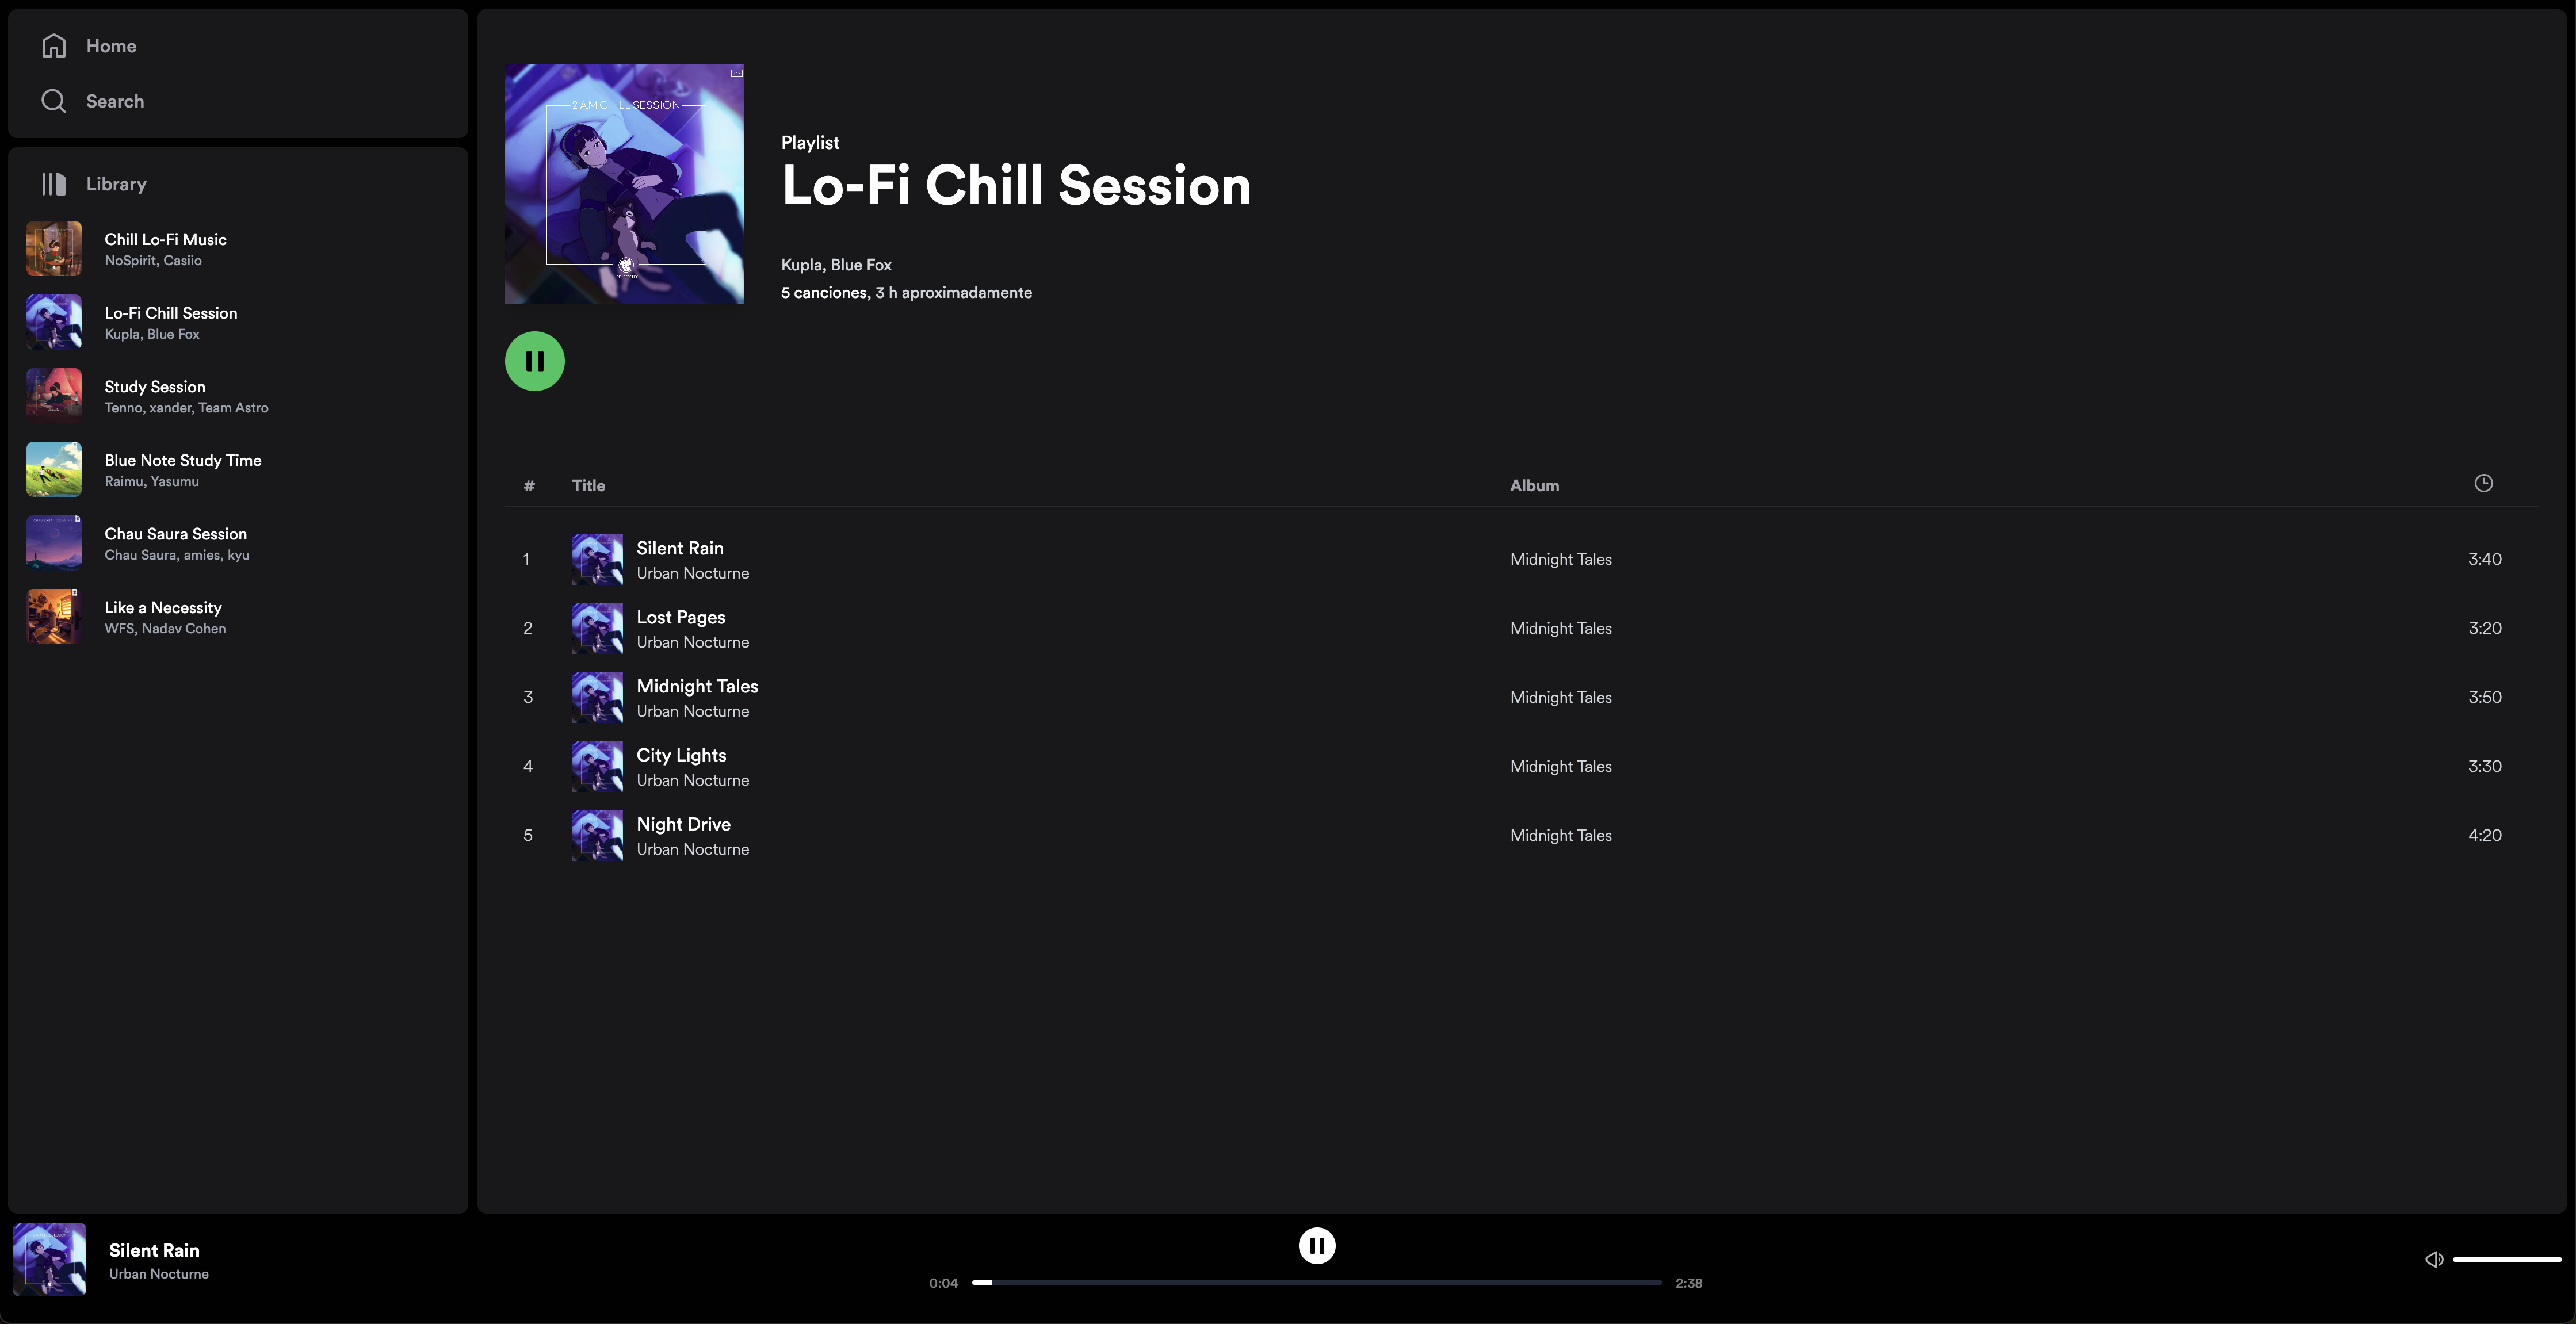 Home
Search
Library
Chill Lo-Fi Music
NoSpirit, Casiio
Lo-Fi Chill Session
Kupla, Blue Fox
Study Session
Tenno, xander, Team Astro
Blue Note Study Time
Raimu, Yasumu
Chau Saura Session
Chau Saura, amies, kyu
Like a Necessity
WFS, Nadav Cohen
2 AM CHILL SESSION
Playlist
Lo-Fi Chill Session
Kupla, Blue Fox
5 canciones, 3 h aproximadamente
# Title Album
1 Silent Rain Midnight Tales 3:40
Urban Nocturne
2 Lost Pages Midnight Tales 3:20
Urban Nocturne
3 Midnight Tales Midnight Tales 3:50
Urban Nocturne
4 City Lights Midnight Tales 3:30
Urban Nocturne
5 Night Drive Midnight Tales 4:20
Urban Nocturne
Silent Rain
Urban Nocturne
0:04 2:38